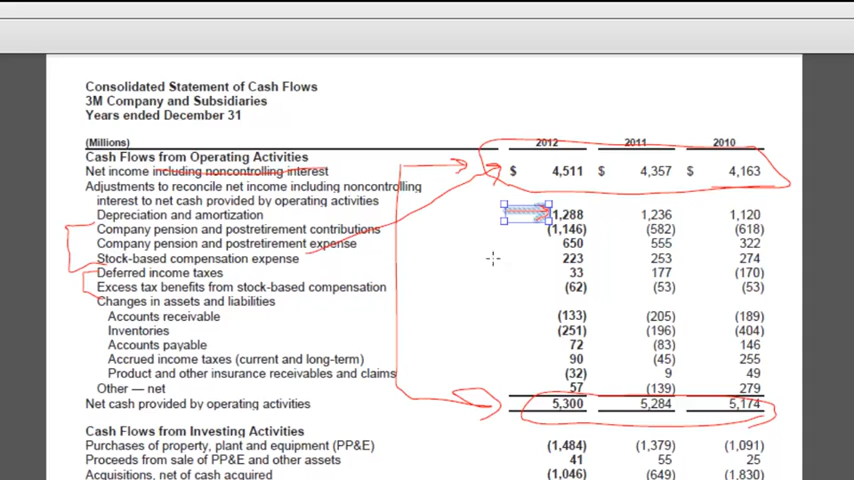 Consolidated Statement of Cash Flows
3M Company and Subsidiaries
Years ended December 31
(Millions) 2012 2011 2010
Cash Flows from Operating Activities
Net income including noncontrolling interest $ 4,511 $ 4,357 $ 4,163
Adjustments to reconcile net income including noncontrolling
interest to net cash provided by operating activities
Depreciation and amortization 1,288 1,236 1,120
Company pension and postretirement contributions (1,146) (582) (618)
Company pension and postretirement expense 650 555 322
Stock-based compensation expense 223 253 274
Deferred income taxes 33 177 (170)
Excess tax benefits from stock-based compensation (62) (53) (53)
Changes in assets and liabilities
Accounts receivable (133) (205) (189)
Inventories (251) (196) (404)
Accounts payable 72 (83) 146
Accrued income taxes (current and long-term) 90 (45) 255
Product and other insurance receivables and claims (32) 9 49
Other — net 57 (139) 279
Net cash provided by operating activities 5,300 5,284 5,174
Cash Flows from Investing Activities
Purchases of property, plant and equipment (PP&E) (1,484) (1,379) (1,091)
Proceeds from sale of PP&E and other assets 41 55 25
Acquisitions, net of cash acquired (1,046) (649) (1,830)